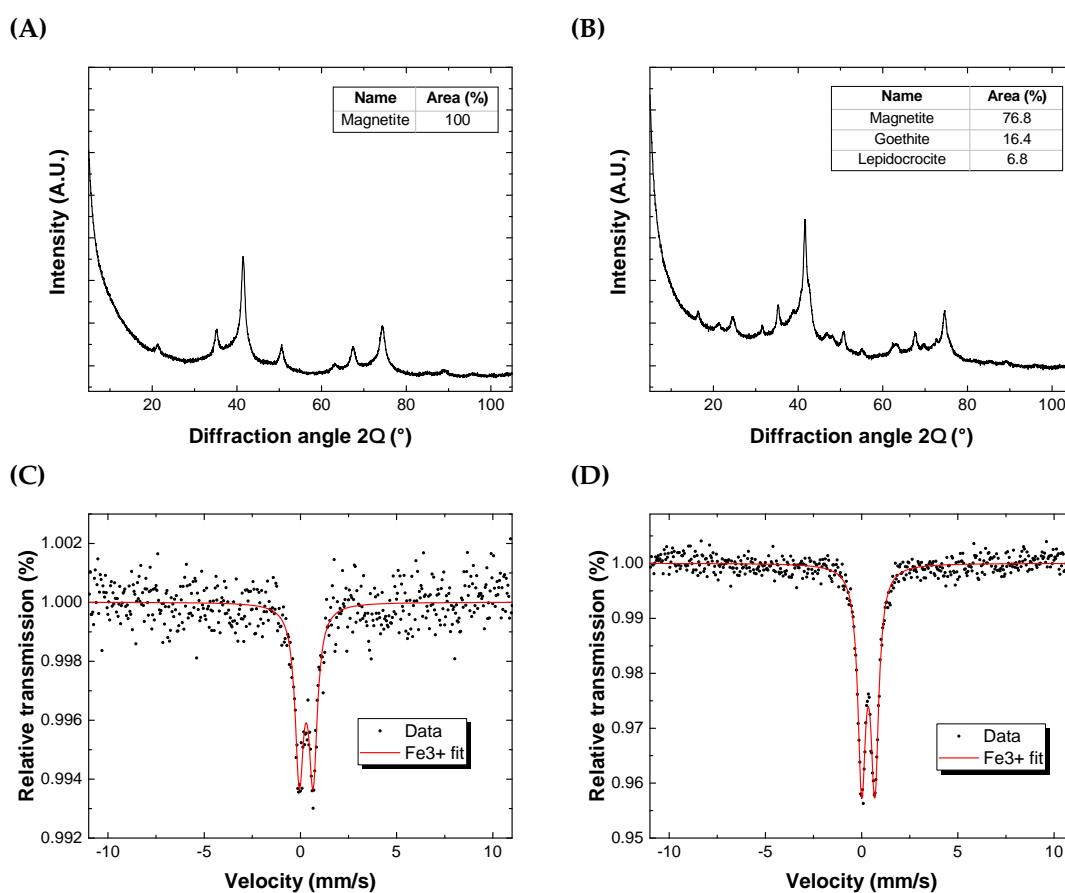 (A)
(B)
Name Area (%)
Magnetite 100
Intensity (A.U.)
20 40 60 80 100
Diffraction angle 2Q (°)
Name Area (%)
Magnetite 76.8
Goethite 16.4
Lepidocrocite 6.8
Intensity (A.U.)
20 40 60 80 100
Diffraction angle 2Q (°)
(C)
(D)
1.002
1.000
0.998
0.996
0.994
0.992
Relative transmission (%)
Data
Fe3+ fit
-10 -5 0 5 10
Velocity (mm/s)
1.00
0.99
0.98
0.97
0.96
0.95
Relative transmission (%)
Data
Fe3+ fit
-10 -5 0 5 10
Velocity (mm/s)